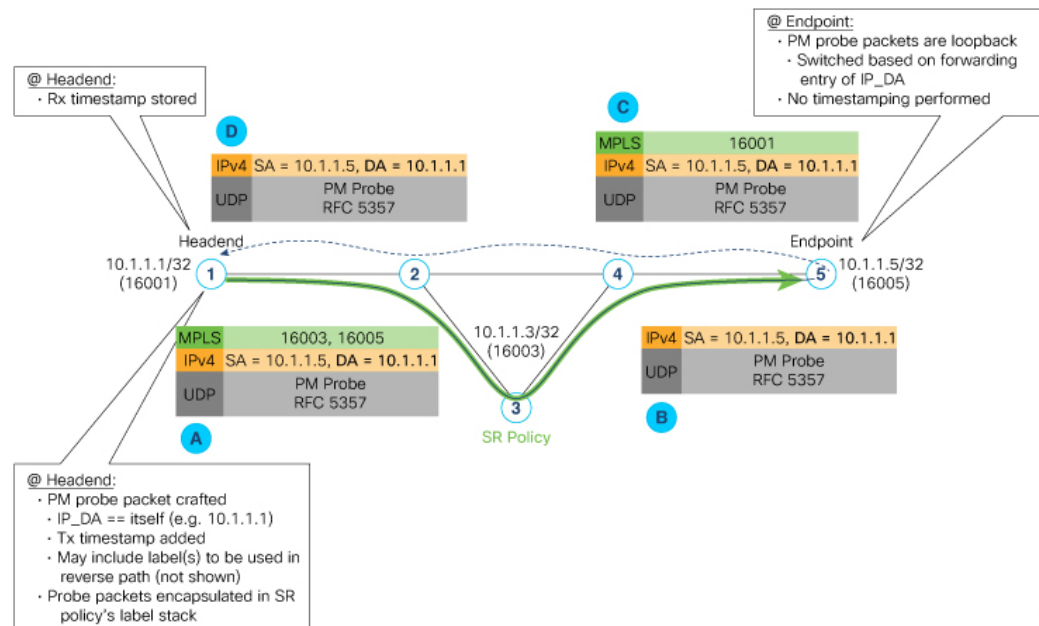 @ Endpoint:
· PM probe packets are loopback
· Switched based on forwarding
entry of IP_DA
· No timestamping performed
@ Headend:
· Rx timestamp stored
D
IPv4 SA = 10.1.1.5, DA = 10.1.1.1
UDP
PM Probe
RFC 5357
C
MPLS 16001
IPv4 SA = 10.1.1.5, DA = 10.1.1.1
UDP
PM Probe
RFC 5357
Headend
10.1.1.1/32
(16001)
1
2
4
5
Endpoint
10.1.1.5/32
(16005)
10.1.1.3/32
(16003)
3
SR Policy
MPLS 16003, 16005
IPv4 SA = 10.1.1.5, DA = 10.1.1.1
UDP
PM Probe
RFC 5357
A
IPv4 SA = 10.1.1.5, DA = 10.1.1.1
UDP
PM Probe
RFC 5357
B
@ Headend:
· PM probe packet crafted
· IP_DA == itself (e.g. 10.1.1.1)
· Tx timestamp added
· May include label(s) to be used in
reverse path (not shown)
· Probe packets encapsulated in SR
policy's label stack